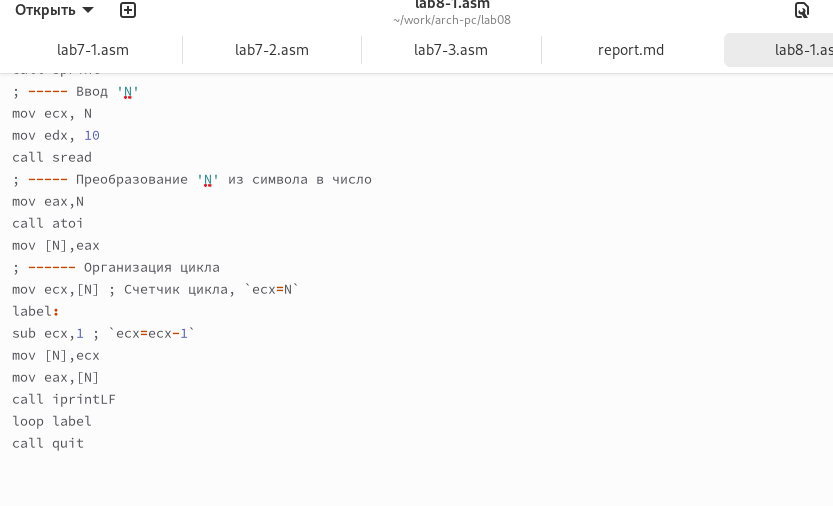 Открыть
lab8-1.asm
~/work/arch-pc/lab08
lab7-1.asm
lab7-2.asm
lab7-3.asm
report.md
lab8-1.as
; ----- Ввод 'N'
mov ecx, N
mov edx, 10
call sread
; ----- Преобразование 'N' из символа в число
mov eax,N
call atoi
mov [N],eax
; ------ Организация цикла
mov ecx,[N] ; Счетчик цикла, `ecx=N`
label:
sub ecx,1 ; `ecx=ecx-1`
mov [N],ecx
mov eax,[N]
call iprintLF
loop label
call quit